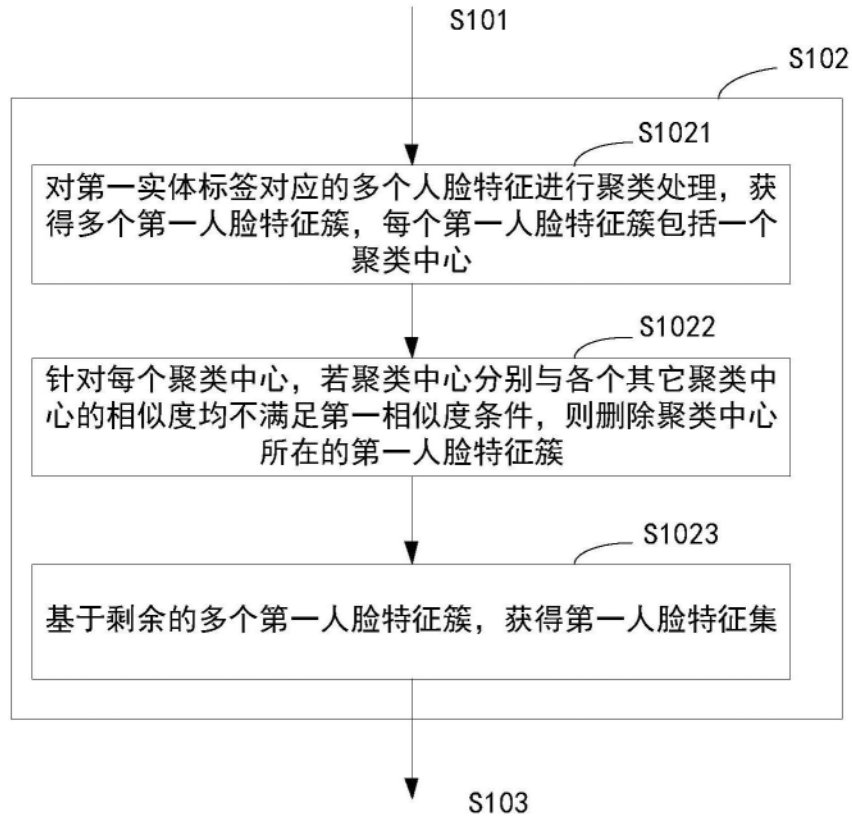 S101
S102
S1021
对第一实体标签对应的多个人脸特征进行聚类处理，获
得多个第一人脸特征簇，每个第一人脸特征簇包括一个
聚类中心
S1022
针对每个聚类中心，若聚类中心分别与各个其它聚类中
心的相似度均不满足第一相似度条件，则删除聚类中心
所在的第一人脸特征簇
S1023
基于剩余的多个第一人脸特征簇，获得第一人脸特征集
S103